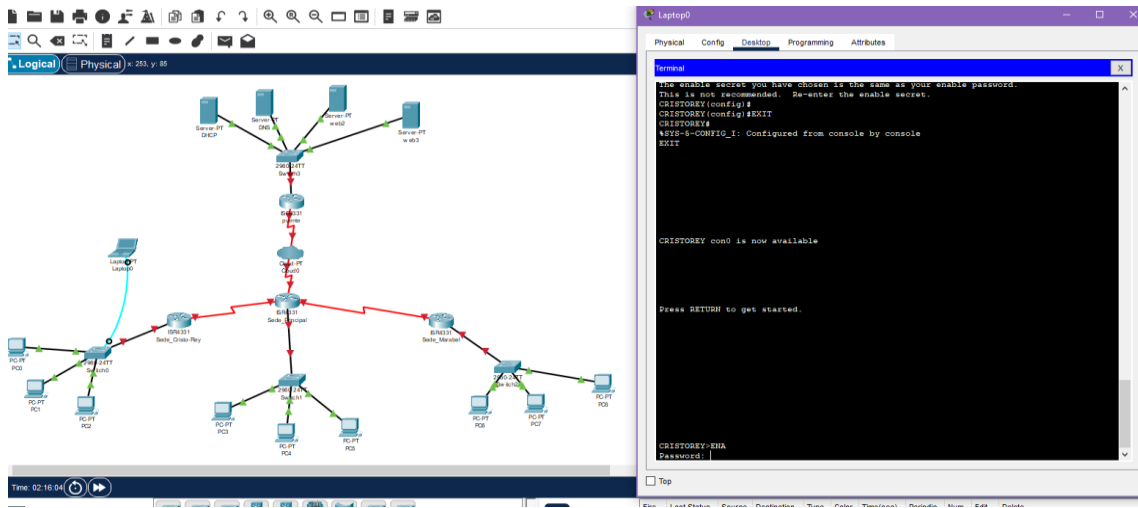 Logical
Physical
x: 253, y: 85
Server-PT
DHCP
Server-PT
DNS
Server-PT
web2
Server-PT
web3
2960-24TT
Switch3
ISR4331
puente
Cloud-PT
Cloud0
Laptop-PT
Laptop0
ISR4331
Sede_Cristo-Rey
ISR4331
Sede_Principal
ISR4331
Sede_Marabel
PC-PT
PC0
2960-24TT
Switch0
PC-PT
PC1
PC-PT
PC2
2960-24TT
Switch1
PC-PT
PC3
PC-PT
PC4
PC-PT
PC5
2960-24TT
Switch2
PC-PT
PC7
PC-PT
Time: 02:16:04
Laptop0
Physical
Config
Desktop
Programming
Attributes
Terminal
X
The enable secret you have chosen is the same as your enable password.
This is not recommended. Re-enter the enable secret.
CRISTOREY(config)#
CRISTOREY(config)#EXIT
CRISTOREY#
%SYS-5-CONFIG_I: Configured from console by console
EXIT
CRISTOREY con0 is now available
Press RETURN to get started.
CRISTOREY>ENA
Password:
Top
Fire Last Status Source Destination Type Color Time(sec) Periodic Num Edit Delete